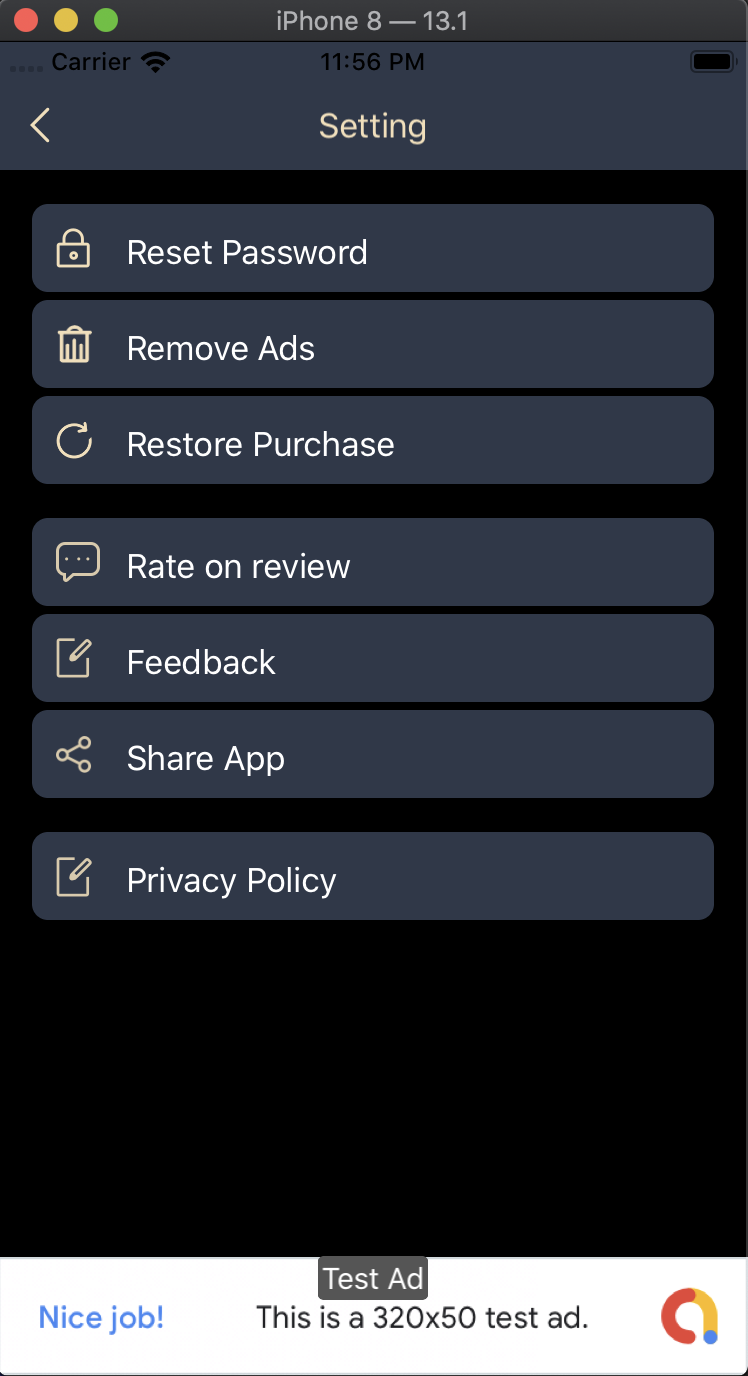 iPhone 8 — 13.1
Carrier 11:56 PM
Setting
Reset Password
Remove Ads
Restore Purchase
Rate on review
Feedback
Share App
Privacy Policy
Test Ad
Nice job! This is a 320x50 test ad.